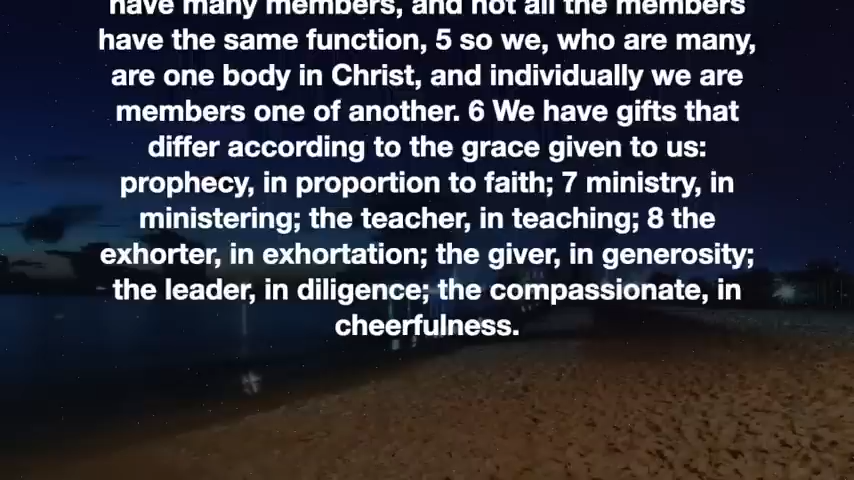 have many members, and not all the members
have the same function, 5 so we, who are many,
are one body in Christ, and individually we are
members one of another. 6 We have gifts that
differ according to the grace given to us:
prophecy, in proportion to faith; 7 ministry, in
ministering; the teacher, in teaching; 8 the
exhorter, in exhortation; the giver, in generosity;
the leader, in diligence; the compassionate, in
cheerfulness.